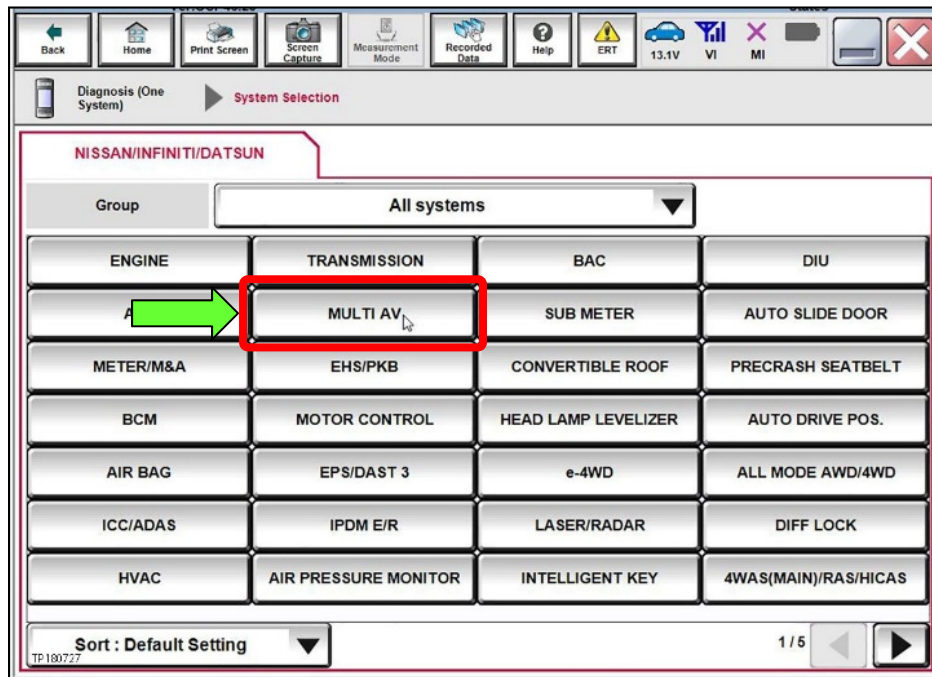 Back
Home
Print Screen
Screen
Capture
Measurement
Mode
Recorded
Data
Help
ERT
13.1V
VI
MI
Diagnosis (One
System)
System Selection
NISSAN/INFINITI/DATSUN
Group
All systems
ENGINE
TRANSMISSION
BAC
DIU
MULTI AV
SUB METER
AUTO SLIDE DOOR
METER/M&A
EHS/PKB
CONVERTIBLE ROOF
PRECRASH SEATBELT
BCM
MOTOR CONTROL
HEAD LAMP LEVELIZER
AUTO DRIVE POS.
AIR BAG
EPS/DAST 3
e-4WD
ALL MODE AWD/4WD
ICC/ADAS
IPDM E/R
LASER/RADAR
DIFF LOCK
HVAC
AIR PRESSURE MONITOR
INTELLIGENT KEY
4WAS(MAIN)/RAS/HICAS
Sort : Default Setting
1/5
TP180727